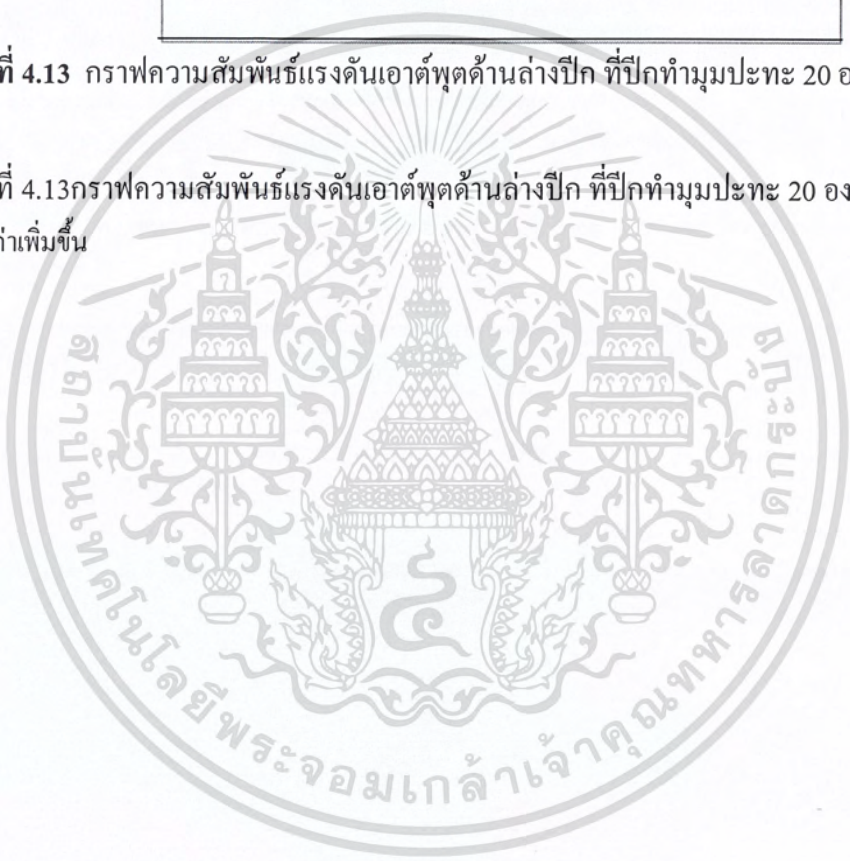 ที่ 4.13 กราฟความสัมพันธ์แรงดันเอาต์พุตด้านล่างปีก ที่ปีกทำมุมปะทะ 20 อ
ที่ 4.13กราฟความสัมพันธ์แรงดันเอาต์พุตด้านล่างปีก ที่ปีกทำมุมปะทะ 20 อง
ค่าเพิ่มขึ้น
สถาบันเทคโนโลยีพระจอมเกล้าเจ้าคุณทหารลาดกระบัง